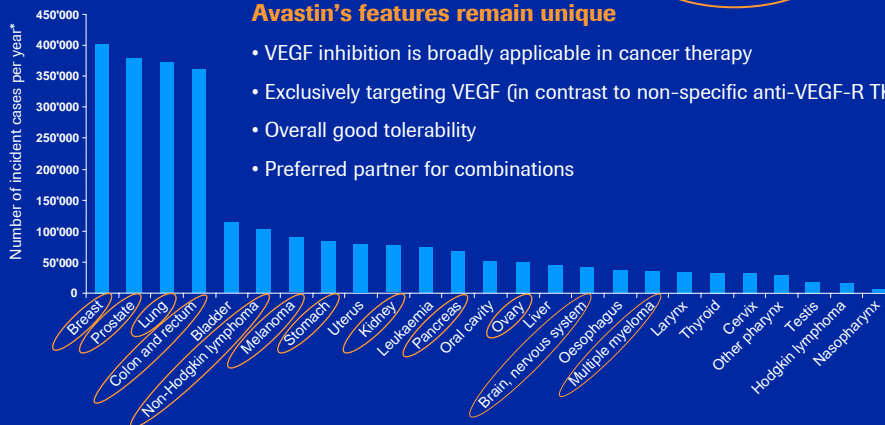 Avastin's features remain unique
• VEGF inhibition is broadly applicable in cancer therapy
• Exclusively targeting VEGF (in contrast to non-specific anti-VEGF-R
• Overall good tolerability
• Preferred partner for combinations
Number of incident cases per year*
450'000
400'000
350'000
300'000
250'000
200'000
150'000
100'000
50'000
0
Breast
Prostate
Lung
Colon and rectum
Bladder
Non-Hodgkin lymphoma
Melanoma
Stomach
Uterus
Kidney
Leukaemia
Pancreas
Oral cavity
Ovary
Liver
Brain, nervous system
Oesophagus
Multiple myeloma
Larynx
Thyroid
Cervix
Other pharynx
Testis
Hodgkin lymphoma
Nasopharynx